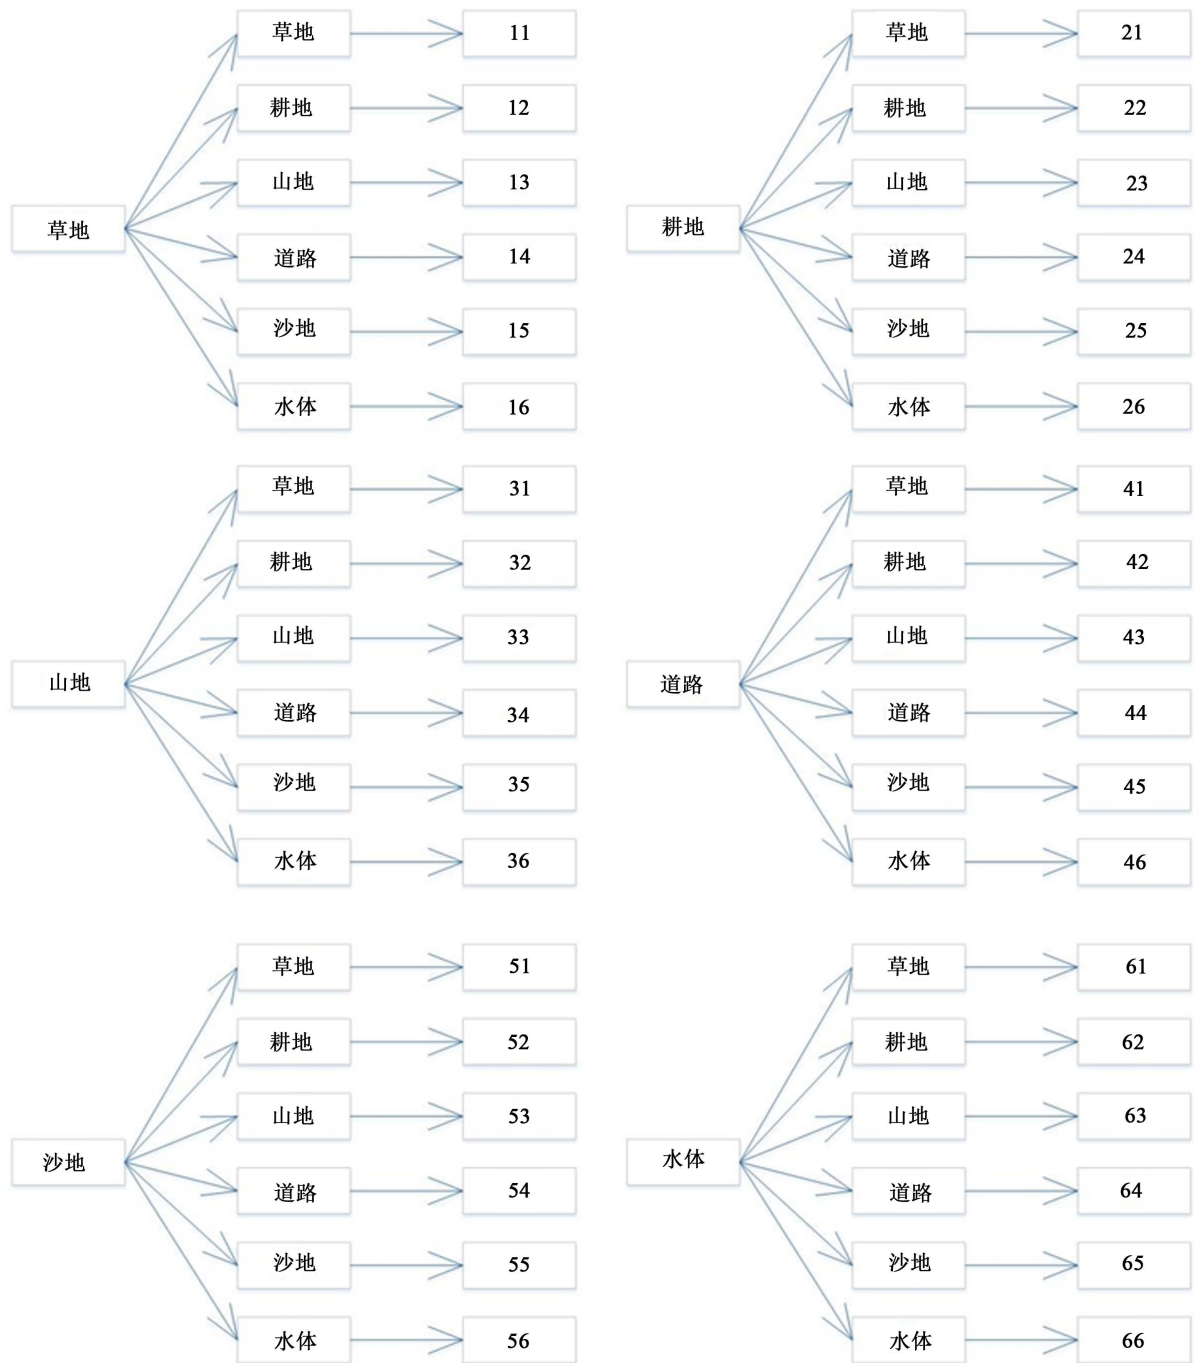 草地
草地 11
耕地 12
山地 13
道路 14
沙地 15
水体 16
耕地
草地 21
耕地 22
山地 23
道路 24
沙地 25
水体 26
山地
草地 31
耕地 32
山地 33
道路 34
沙地 35
水体 36
道路
草地 41
耕地 42
山地 43
道路 44
沙地 45
水体 46
沙地
草地 51
耕地 52
山地 53
道路 54
沙地 55
水体 56
水体
草地 61
耕地 62
山地 63
道路 64
沙地 65
水体 66